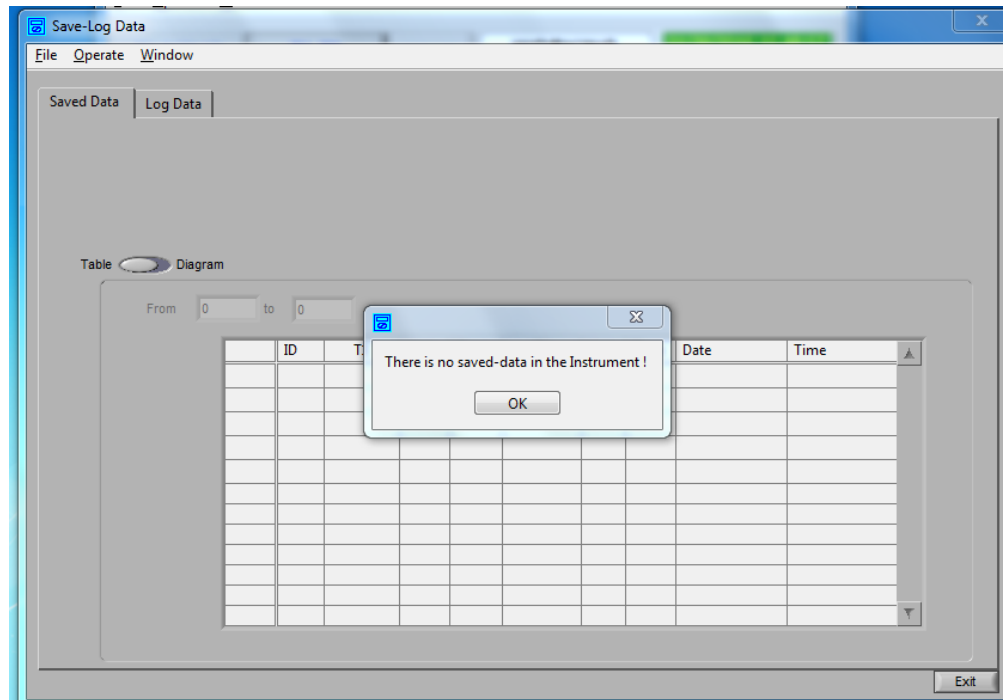 Save-Log Data
File Operate Window
Saved Data Log Data
Table Diagram
From 0 to 0
There is no saved-data in the Instrument !
OK
ID Date Time
Exit